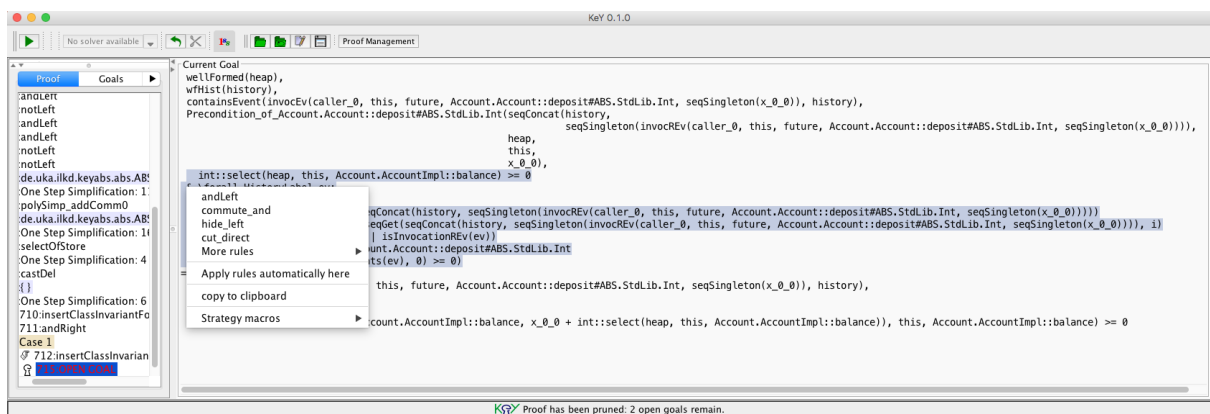 KeY 0.1.0
No solver available
Proof Management
Proof Goals
:andLeft
:notLeft
:andLeft
:andLeft
:notLeft
:notLeft
:de.uka.ilkd.keyabs.abs.ABS
:One Step Simplification: 1
:polySimp_addComm0
:de.uka.ilkd.keyabs.abs.ABS
:One Step Simplification: 1
:selectOfStore
:One Step Simplification: 4
:castDel
:{ }
:One Step Simplification: 6
710:insertClassInvariantFo
711:andRight
Case 1
712:insertClassInvarian
OPEN GOAL
Current Goal
wellFormed(heap),
wfHist(history),
containsEvent(invocEv(caller_0, this, future, Account.Account::deposit#ABS.StdLib.Int, seqSingleton(x_0_0)), history),
Precondition_of_Account.Account::deposit#ABS.StdLib.Int(seqConcat(history,
seqSingleton(invocREv(caller_0, this, future, Account.Account::deposit#ABS.StdLib.Int, seqSingleton(x_0_0)))),
heap,
this,
x_0_0),
int::select(heap, this, Account.AccountImpl::balance) >= 0
qConcat(history, seqSingleton(invocREv(caller_0, this, future, Account.Account::deposit#ABS.StdLib.Int, seqSingleton(x_0_0)))))
eqGet(seqConcat(history, seqSingleton(invocREv(caller_0, this, future, Account.Account::deposit#ABS.StdLib.Int, seqSingleton(x_0_0)))), i)
| isInvocationREv(ev))
unt.Account::deposit#ABS.StdLib.Int
ts(ev), 0) >= 0)
this, future, Account.Account::deposit#ABS.StdLib.Int, seqSingleton(x_0_0)), history),
count.AccountImpl::balance, x_0_0 + int::select(heap, this, Account.AccountImpl::balance)), this, Account.AccountImpl::balance) >= 0
andLeft
commute_and
hide_left
cut_direct
More rules
Apply rules automatically here
copy to clipboard
Strategy macros
KeY Proof has been pruned: 2 open goals remain.